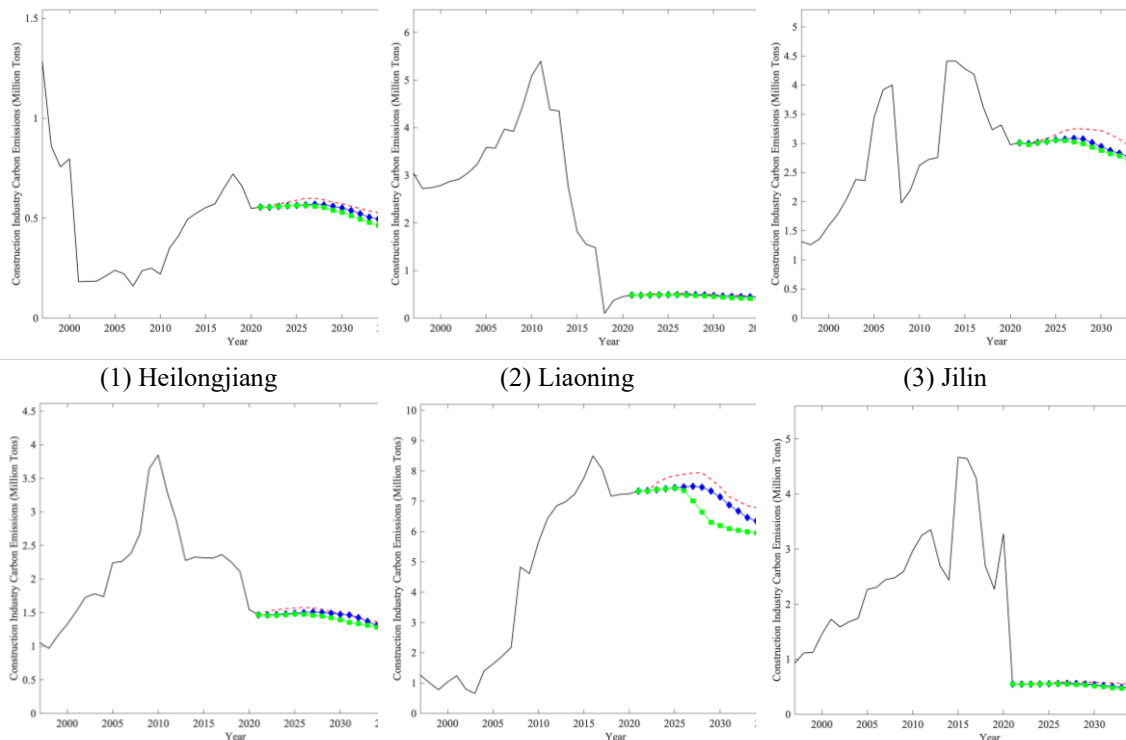 Construction Industry Carbon Emissions (Million Tons)
1.5
1
0.5
0
2000 2005 2010 2015 2020 2025 2030 2
Year
Construction Industry Carbon Emissions (Million Tons)
6
5
4
3
2
1
0
2000 2005 2010 2015 2020 2025 2030 2
Year
Construction Industry Carbon Emissions (Million Tons)
5
4.5
4
3.5
3
2.5
2
1.5
1
0.5
0
2000 2005 2010 2015 2020 2025 2030
Year
(1) Heilongjiang (2) Liaoning (3) Jilin
Construction Industry Carbon Emissions (Million Tons)
4.5
4
3.5
3
2.5
2
1.5
1
0.5
0
2000 2005 2010 2015 2020 2025 2030 2
Year
Construction Industry Carbon Emissions (Million Tons)
10
9
8
7
6
5
4
3
2
1
0
2000 2005 2010 2015 2020 2025 2030 2
Year
Construction Industry Carbon Emissions (Million Tons)
5
4
3
2
1
0
2000 2005 2010 2015 2020 2025 2030
Year